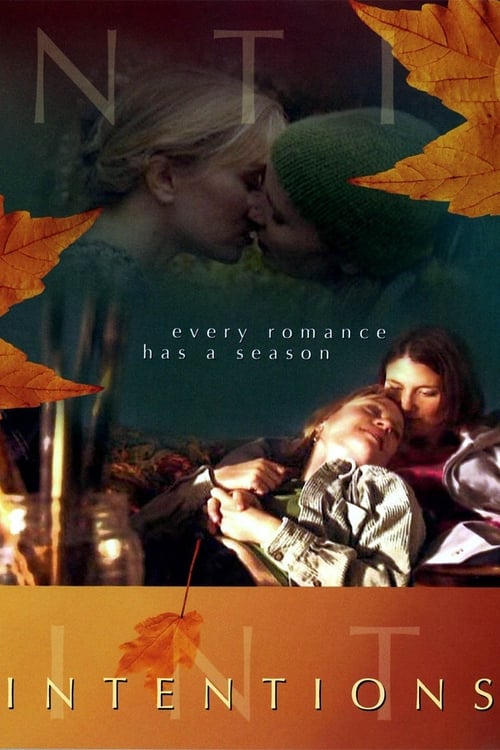 N T I
every romance
has a season
I N T
INTENTIONS